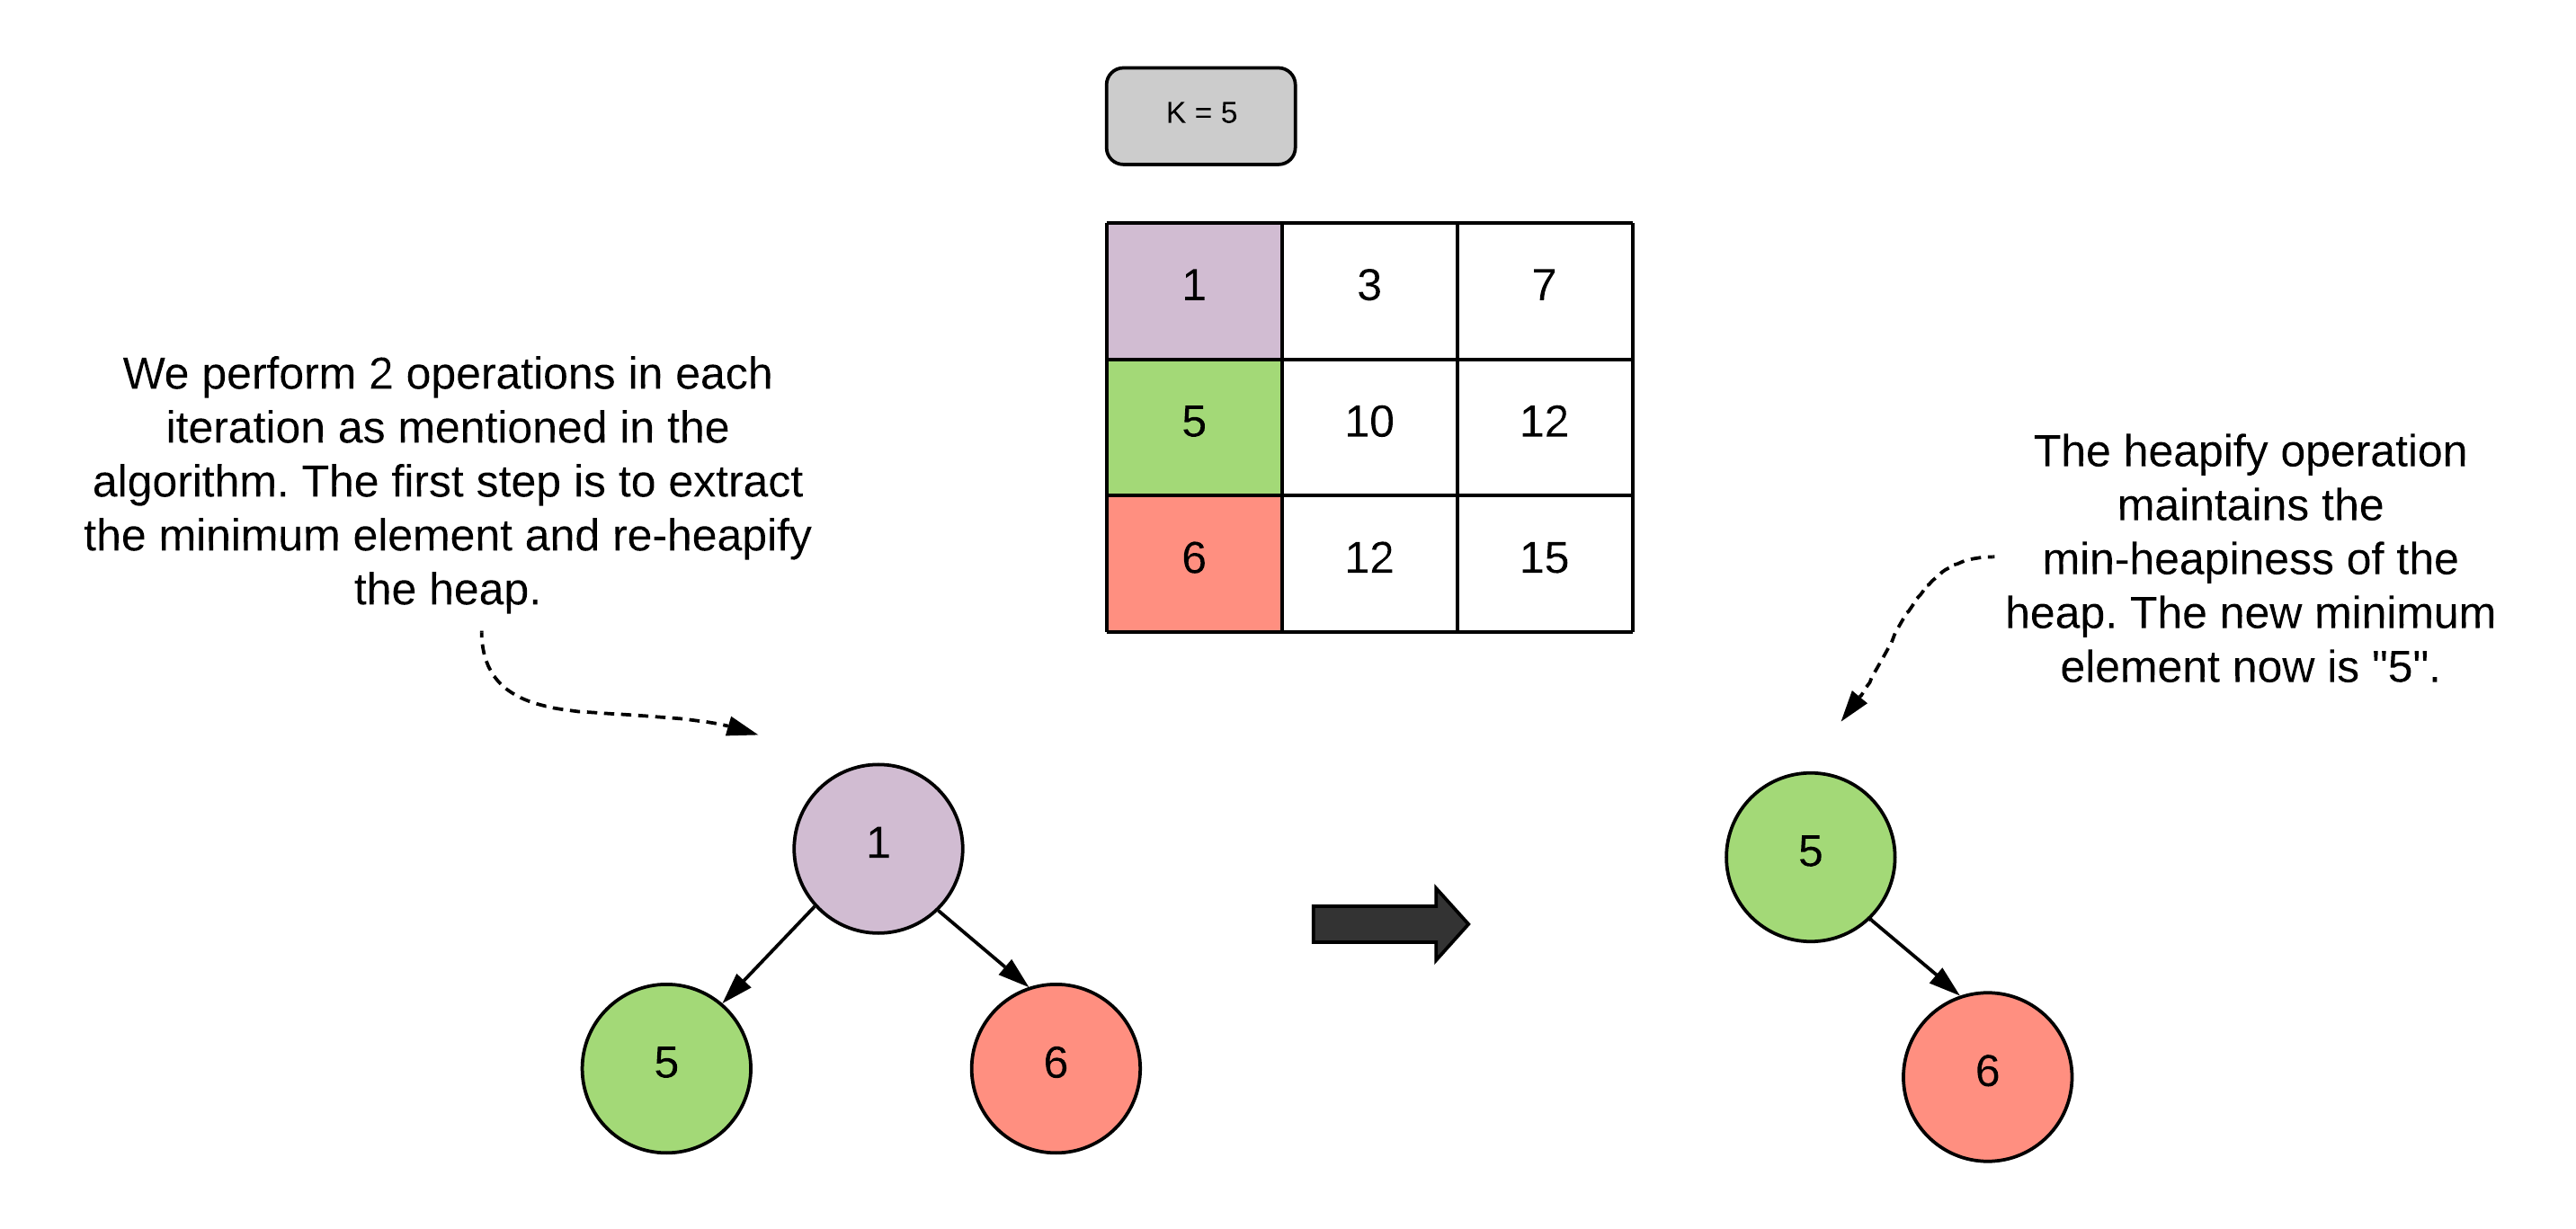 K = 5
1 3 7
5 10 12
6 12 15
We perform 2 operations in each
iteration as mentioned in the
algorithm. The first step is to extract
the minimum element and re-heapify
the heap.
The heapify operation
maintains the
min-heapiness of the
heap. The new minimum
element now is "5".
1
5 6
5
6